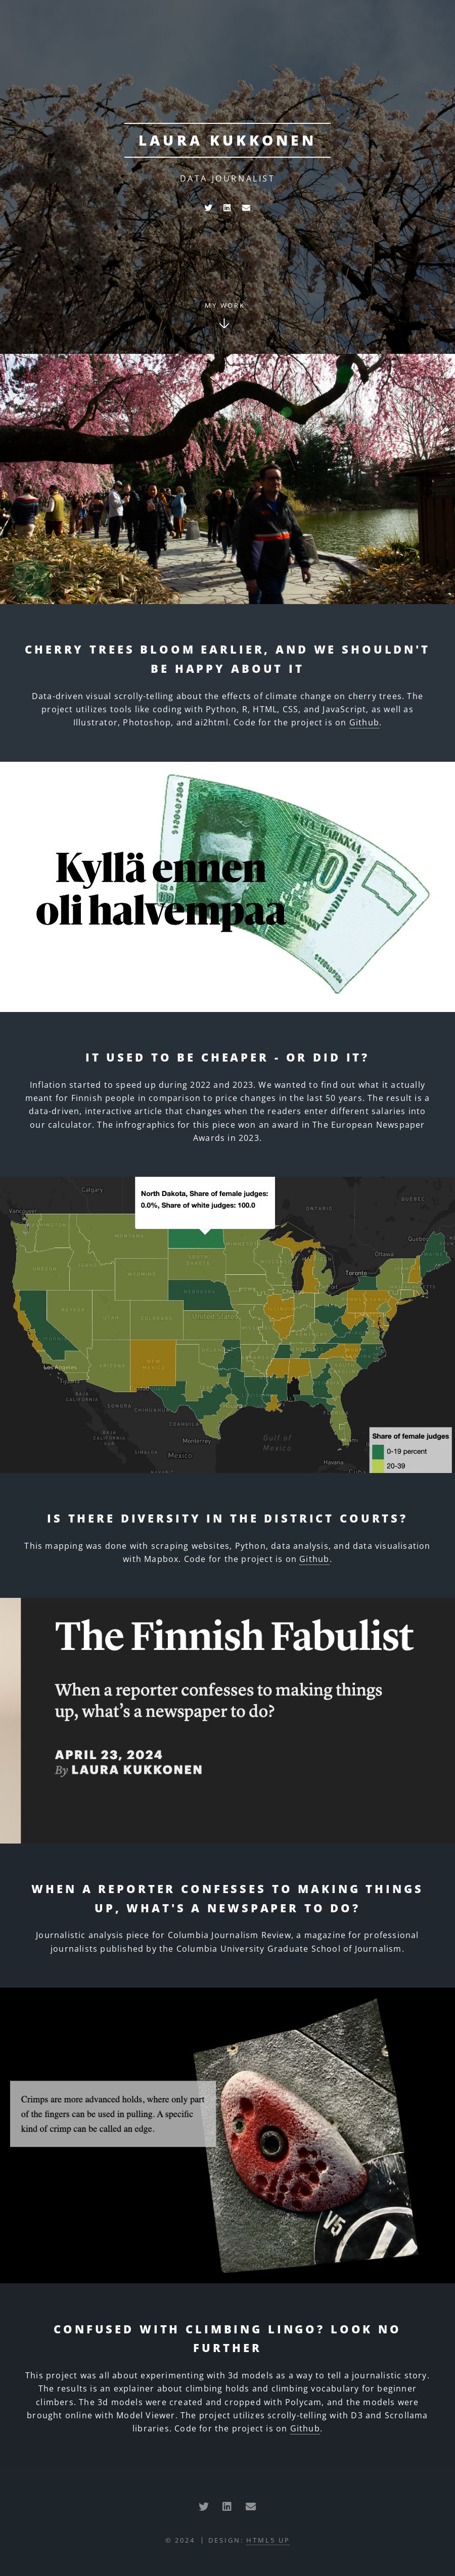 LAURA KUKKONEN
DATA JOURNALIST
MY WORK
CHERRY TREES BLOOM EARLIER, AND WE SHOULDN'T
BE HAPPY ABOUT IT
Data-driven visual scrolly-telling about the effects of climate change on cherry trees. The
project utilizes tools like coding with Python, R, HTML, CSS, and JavaScript, as well as
Illustrator, Photoshop, and ai2html. Code for the project is on Github.
100
SATA MARKKAA
HUNDRA MARK
Kyllä ennen
oli halvempaa
IT USED TO BE CHEAPER - OR DID IT?
Inflation started to speed up during 2022 and 2023. We wanted to find out what it actually
meant for Finnish people in comparison to price changes in the last 50 years. The result is a
data-driven, interactive article that changes when the readers enter different salaries into
our calculator. The infrographics for this piece won an award in The European Newspaper
Awards in 2023.
North Dakota, Share of female judges:
0.0%, Share of white judges: 100.0
Calgary
Vancouver
ONTARIO
QUEBEC
Quebec
Ottawa
MONTANA
Toronto
OREGON
WYOMING
NEBRASKA
NEVADA
UTAH
COLORADO
United States
ILLINOIS
Los Angeles
ARIZONA
NEW
MEXICO
BAJA
CALIFORNIA
SONORA
CHIHUAHUA
COAHUILA
Monterrey
Gulf of
Mexico
SINALOA
México
Havana
Share of female judges
0-19 percent
20-39
IS THERE DIVERSITY IN THE DISTRICT COURTS?
This mapping was done with scraping websites, Python, data analysis, and data visualisation
with Mapbox. Code for the project is on Github.
The Finnish Fabulist
When a reporter confesses to making things
up, what's a newspaper to do?
APRIL 23, 2024
By LAURA KUKKONEN
WHEN A REPORTER CONFESSES TO MAKING THINGS
UP, WHAT'S A NEWSPAPER TO DO?
Journalistic analysis piece for Columbia Journalism Review, a magazine for professional
journalists published by the Columbia University Graduate School of Journalism.
Crimps are more advanced holds, where only part
of the fingers can be used in pulling. A specific
kind of crimp can be called an edge.
V5
CONFUSED WITH CLIMBING LINGO? LOOK NO
FURTHER
This project was all about experimenting with 3d models as a way to tell a journalistic story.
The results is an explainer about climbing holds and climbing vocabulary for beginner
climbers. The 3d models were created and cropped with Polycam, and the models were
brought online with Model Viewer. The project utilizes scrolly-telling with D3 and Scrollama
libraries. Code for the project is on Github.
© 2024 | DESIGN: HTML5 UP